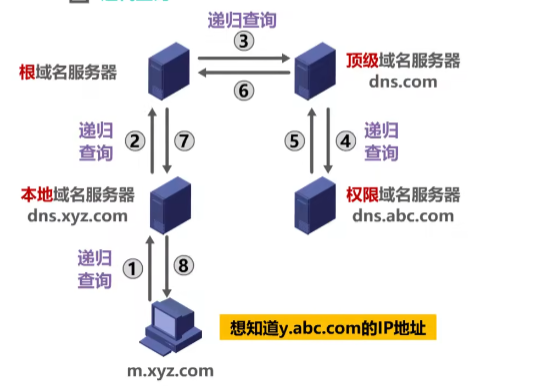 递归查询
③
根域名服务器
顶级域名服务器
dns.com
⑥
递归
查询
②
⑦
⑤
④
递归
查询
本地域名服务器
dns.xyz.com
权限域名服务器
dns.abc.com
递归
查询
①
⑧
想知道y.abc.com的IP地址
m.xyz.com